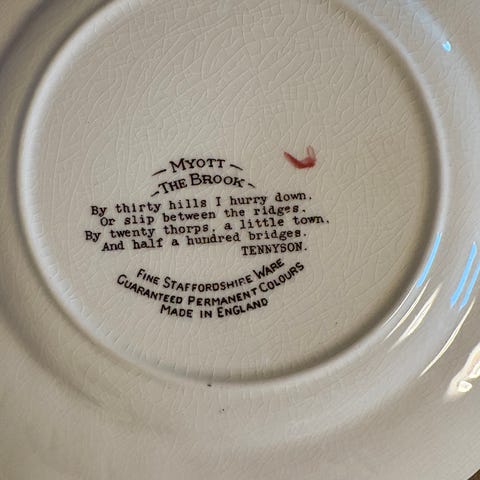 MYOTT
THE BROOK
By thirty hills I hurry down,
Or slip between the ridges,
By twenty thorps, a little town,
And half a hundred bridges.
TENNYSON.
FINE STAFFORDSHIRE WARE
GUARANTEED PERMANENT COLOURS
MADE IN ENGLAND